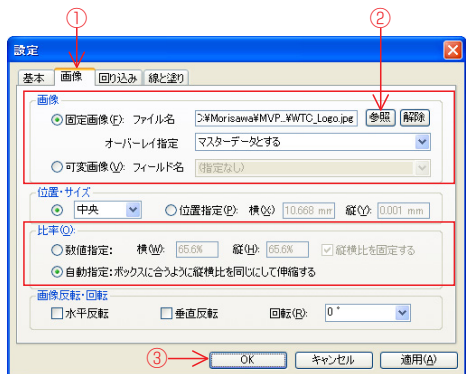 ① ②
設定
基本 画像 回り込み 線と塗り
画像
固定画像(F): ファイル名 D:¥Morisawa¥MVP_¥WTC_Logo.jpg 参照 解除
オーバーレイ指定 マスターデータとする
可変画像(V): フィールド名 (指定なし)
位置・サイズ
中央 位置指定(P): 横(X) 10.668 mm 縦(Y): 0.001 mm
比率(O):
数値指定: 横(W): 65.6% 縦(H): 65.6% 縦横比を固定する
自動指定:ボックスに合うように縦横比を同じにして伸縮する
画像反転・回転
水平反転 垂直反転 回転(R): 0 °
③ OK キャンセル 適用(A)